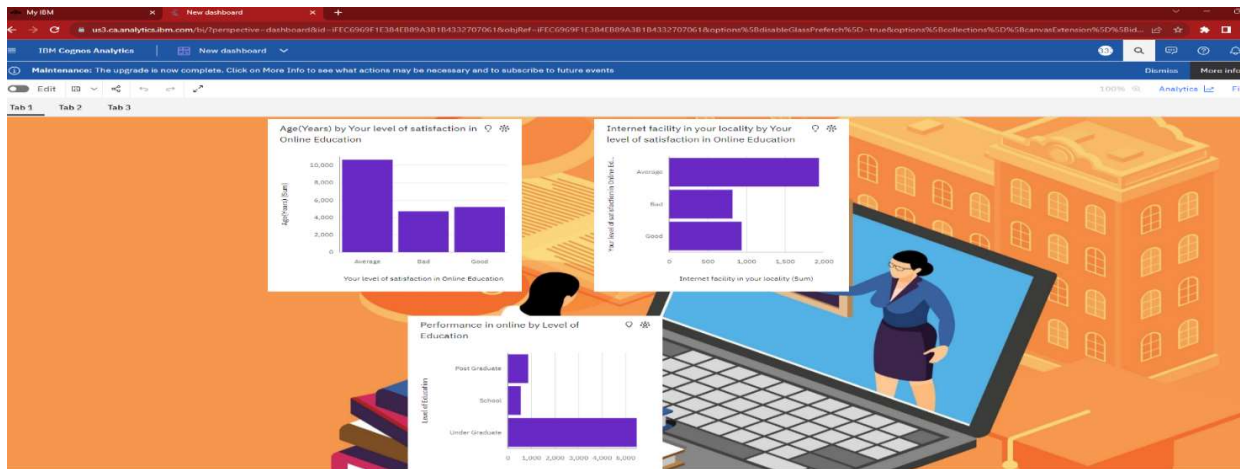 My IBM
New dashboard
us3.ca.analytics.ibm.com/bi/?perspective=dashboard&id=iFEC6969F1E384EB89A3B1B4332707061&objRef=iFEC6969F1E384EB89A3B1B4332707061&options%5BdisableGlassPrefetch%5D=true&options%5Bcollections%5D%5BcanvasExtension%5D%5Bid...
IBM Cognos Analytics New dashboard
Maintenance: The upgrade is now complete. Click on More Info to see what actions may be necessary and to subscribe to future events Dismiss More info
Edit 100% Analytics
Tab 1 Tab 2 Tab 3
Age(Years) by Your level of satisfaction in
Online Education
Age(Years) (Sum)
10,000
8,000
6,000
4,000
2,000
0
Average Bad Good
Your level of satisfaction in Online Education
Internet facility in your locality by Your
level of satisfaction in Online Education
Your level of satisfaction in Online Ed...
Average
Bad
Good
0 500 1,000 1,500 2,000
Internet facility in your locality (Sum)
Performance in online by Level of
Education
Level of Education
Post Graduate
School
Under Graduate
0 1,000 2,000 3,000 4,000 5,000